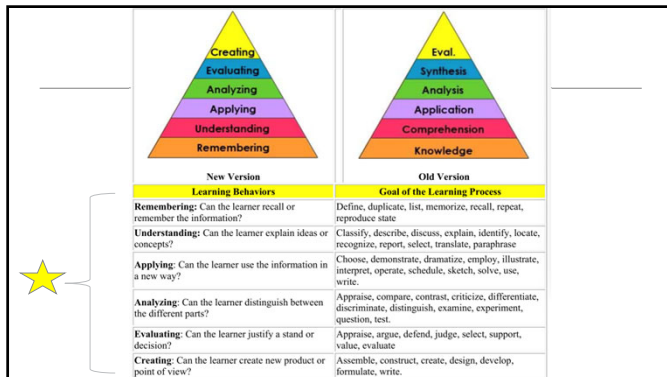 Creating
Evaluating
Analyzing
Applying
Understanding
Remembering
New Version
Eval.
Synthesis
Analysis
Application
Comprehension
Knowledge
Old Version
Learning Behaviors
Goal of the Learning Process
Remembering: Can the learner recall or
remember the information?
Define, duplicate, list, memorize, recall, repeat,
reproduce state
Understanding: Can the learner explain ideas or
concepts?
Classify, describe, discuss, explain, identify, locate,
recognize, report, select, translate, paraphrase
Applying: Can the learner use the information in
a new way?
Choose, demonstrate, dramatize, employ, illustrate,
interpret, operate, schedule, sketch, solve, use,
write.
Analyzing: Can the learner distinguish between
the different parts?
Appraise, compare, contrast, criticize, differentiate,
discriminate, distinguish, examine, experiment,
question, test.
Evaluating: Can the learner justify a stand or
decision?
Appraise, argue, defend, judge, select, support,
value, evaluate
Creating: Can the learner create new product or
point of view?
Assemble, construct, create, design, develop,
formulate, write.